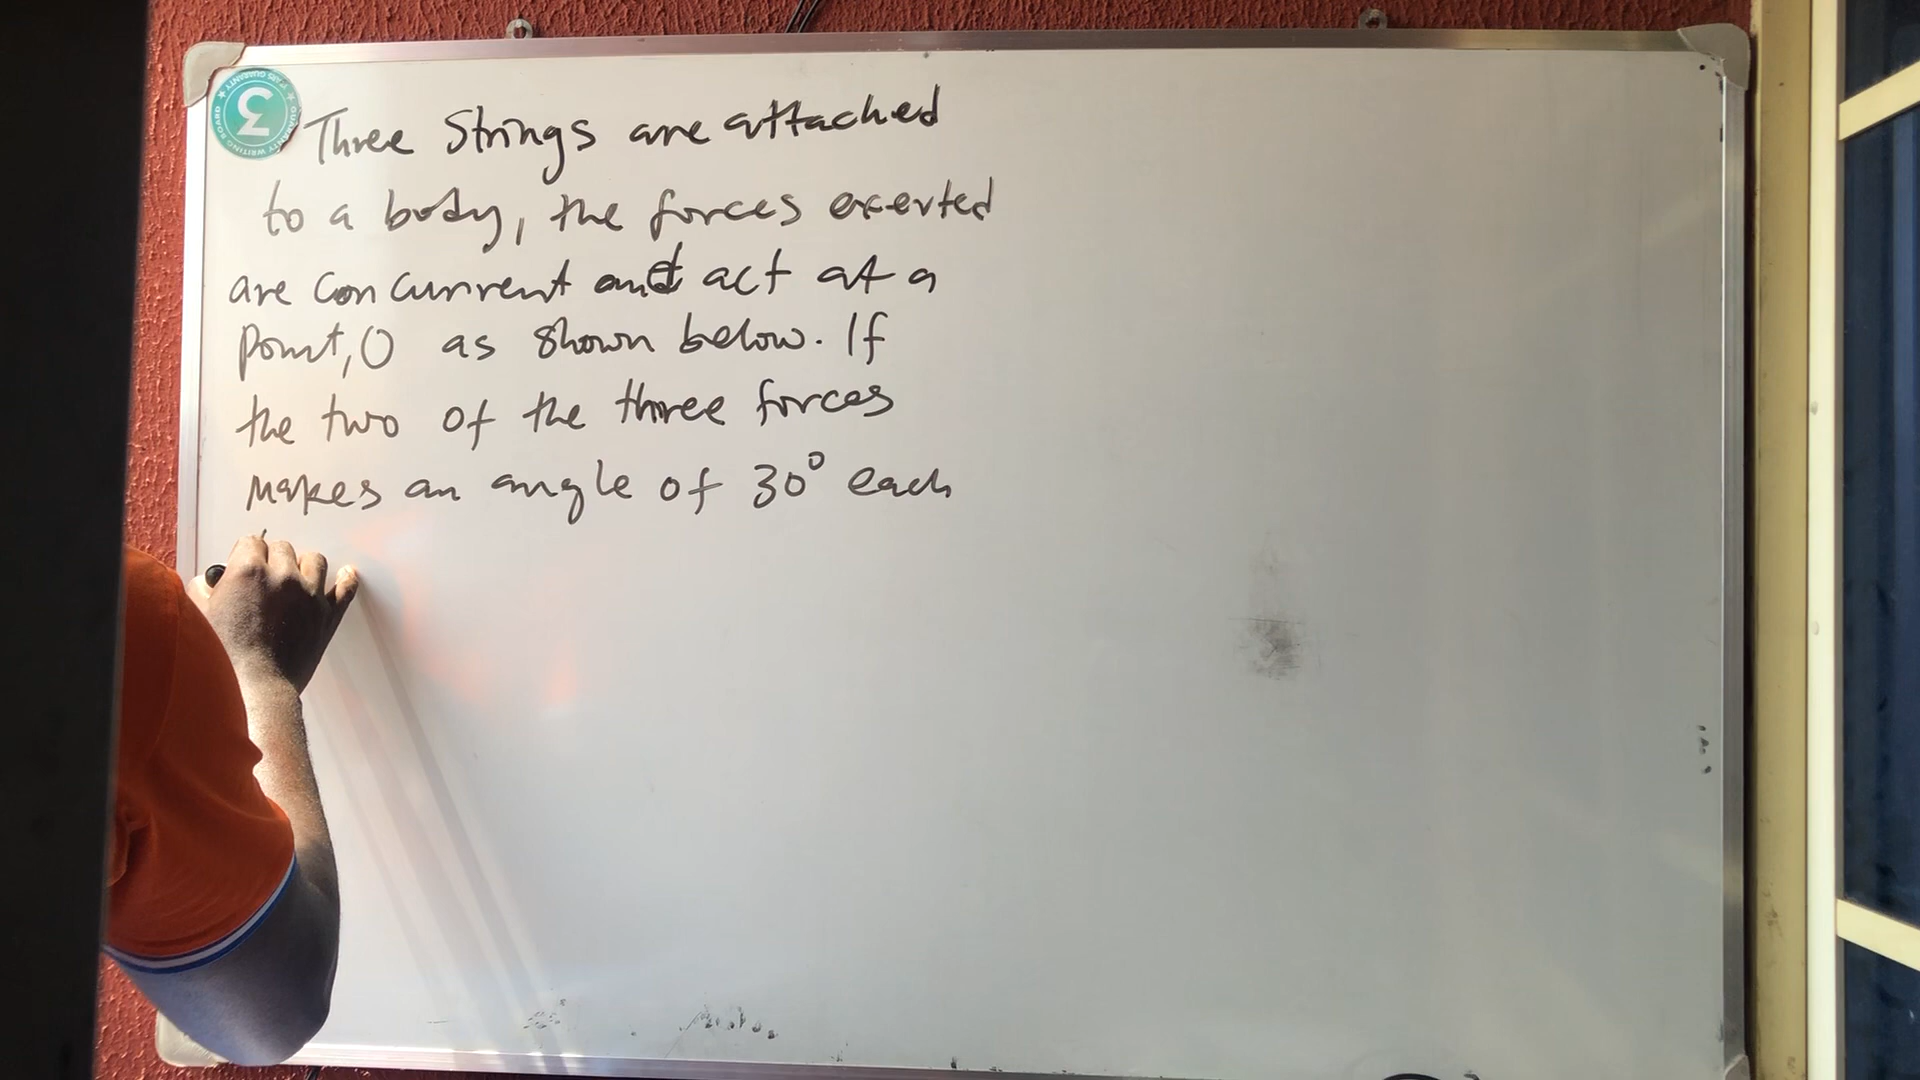 Three Strings are attached
to a body, the forces exerted
are concurrent and act at a
point, O as shown below. If
the two of the three forces
makes an angle of 30° each